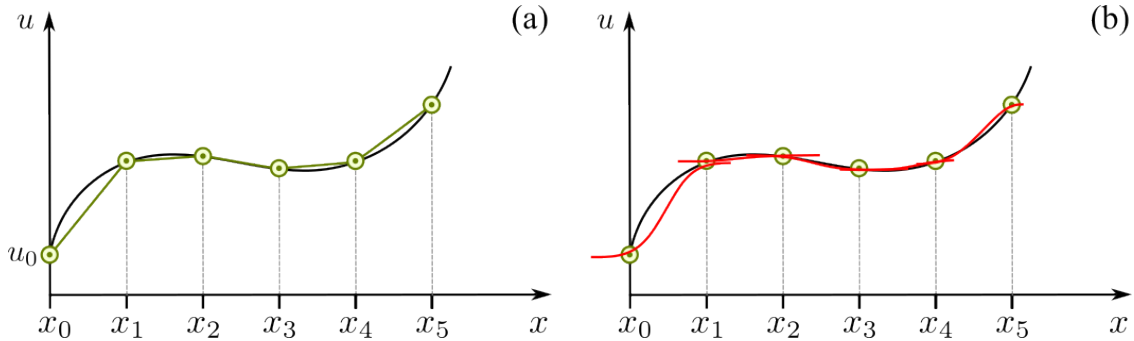 u (a) u (b)
u₀
x₀ x₁ x₂ x₃ x₄ x₅ x x₀ x₁ x₂ x₃ x₄ x₅ x